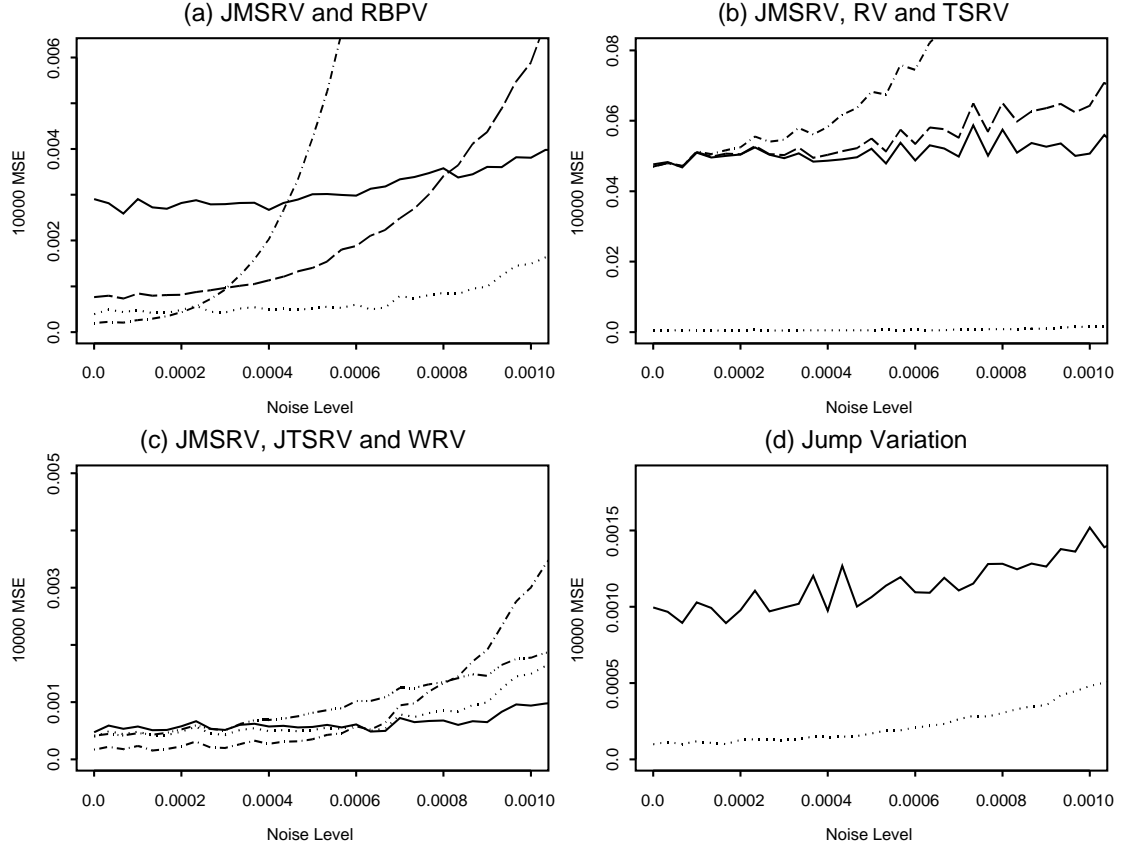 (a) JMSRV and RBPV
10000 MSE
0.006
0.004
0.002
0.0
0.0 0.0002 0.0004 0.0006 0.0008 0.0010
Noise Level
(b) JMSRV, RV and TSRV
10000 MSE
0.08
0.06
0.04
0.02
0.0
0.0 0.0002 0.0004 0.0006 0.0008 0.0010
Noise Level
(c) JMSRV, JTSRV and WRV
10000 MSE
0.005
0.003
0.001
0.0
0.0 0.0002 0.0004 0.0006 0.0008 0.0010
Noise Level
(d) Jump Variation
10000 MSE
0.0015
0.0010
0.0005
0.0
0.0 0.0002 0.0004 0.0006 0.0008 0.0010
Noise Level